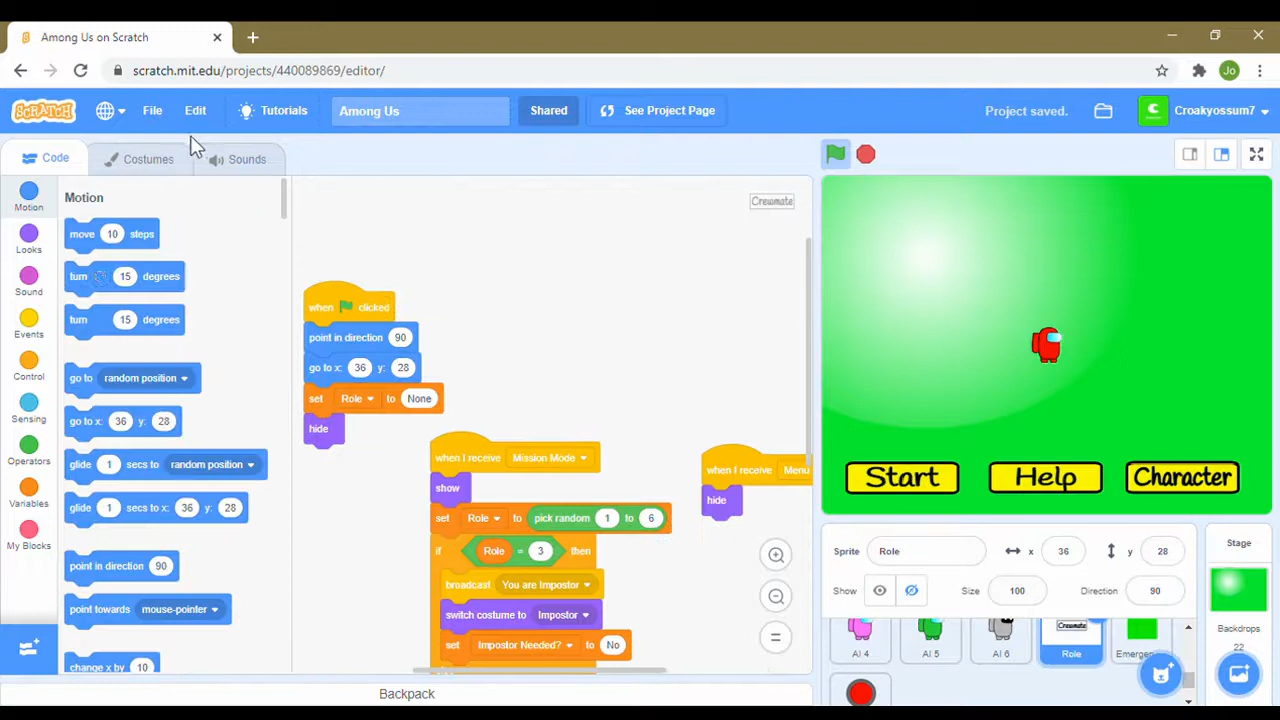 Among Us on Scratch
scratch.mit.edu/projects/440089869/editor/
Jo
SCRATCH
File
Edit
Tutorials
Among Us
Shared
See Project Page
Project saved.
Croakyossum7
Code
Costumes
Sounds
Motion
Looks
Sound
Events
Control
Sensing
Operators
Variables
My Blocks
Motion
move 10 steps
turn 15 degrees
turn 15 degrees
go to random position
go to x: 36 y: 28
glide 1 secs to random position
glide 1 secs to x: 36 y: 28
point in direction 90
point towards mouse-pointer
change x by 10
Crewmate
when clicked
point in direction 90
go to x: 36 y: 28
set Role to None
hide
when I receive Mission Mode
show
set Role to pick random 1 to 6
if Role = 3 then
broadcast You are Impostor
switch costume to Impostor
set Impostor Needed? to No
when I receive Menu
hide
Backpack
Start
Help
Character
Sprite Role x 36 y 28
Show Size 100 Direction 90
AI 4
AI 5
AI 6
Crewmate
Role
Emergen
Stage
Backdrops
22